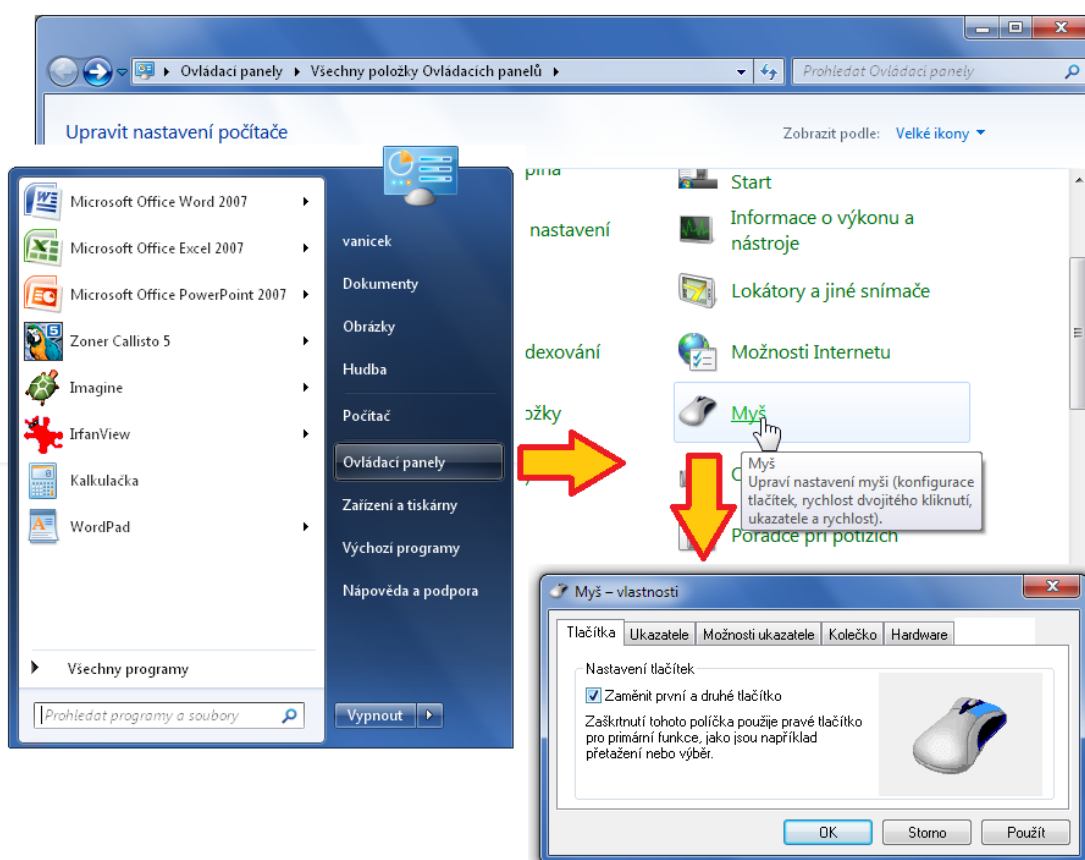 Ovládací panely ▸ Všechny položky Ovládacích panelů ▸
Prohledat Ovládací panely
Upravit nastavení počítače
Zobrazit podle: Velké ikony
Microsoft Office Word 2007
Microsoft Office Excel 2007
Microsoft Office PowerPoint 2007
Zoner Callisto 5
Imagine
IrfanView
Kalkulačka
WordPad
Všechny programy
Prohledat programy a soubory
vanicek
Dokumenty
Obrázky
Hudba
Počítač
Ovládací panely
Zařízení a tiskárny
Výchozí programy
Nápověda a podpora
Vypnout
nastavení
dexování
ožky
Start
Informace o výkonu a
nástroje
Lokátory a jiné snímače
Možnosti Internetu
Myš
Myš
Upraví nastavení myši (konfigurace
tlačítek, rychlost dvojitého kliknutí,
ukazatele a rychlost).
Poradce při potížích
Myš – vlastnosti
Tlačítka Ukazatele Možnosti ukazatele Kolečko Hardware
Nastavení tlačítek
Zaměnit první a druhé tlačítko
Zaškrtnutí tohoto políčka použije pravé tlačítko
pro primární funkce, jako jsou například
přetažení nebo výběr.
OK Storno Použít